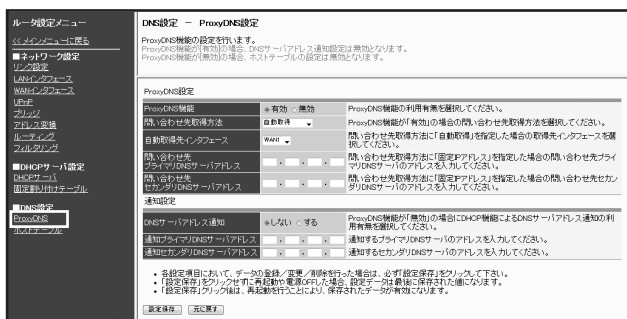 ルータ設定メニュー
<< メインメニューに戻る
■ネットワーク設定
リンク設定
LANインタフェース
WANインタフェース
UPnP
ブリッジ
アドレス変換
ルーティング
フィルタリング
■DHCPサーバ設定
DHCPサーバ
固定割り付けテーブル
■DNS設定
ProxyDNS
ホストテーブル
DNS設定 － ProxyDNS設定
ProxyDNS機能の設定を行います。
ProxyDNS機能が[有効]の場合、DNSサーバアドレス通知設定は無効となります。
ProxyDNS機能が[無効]の場合、ホストテーブルの設定は無効となります。
ProxyDNS設定
ProxyDNS機能 有効 無効 ProxyDNS機能の利用有無を選択してください。
問い合わせ先取得方法 自動取得 ProxyDNS機能が「有効」の場合の問い合わせ先取得方法を選択してください。
自動取得先インタフェース WAN1 問い合わせ先取得方法に「自動取得」を指定した場合の取得先インタフェースを選
択してください。
問い合わせ先
プライマリDNSサーバアドレス . . . 問い合わせ先取得方法に「固定IPアドレス」を指定した場合の問い合わせ先プライ
マリDNSサーバのアドレスを入力してください。
問い合わせ先
セカンダリDNSサーバアドレス . . . 問い合わせ先取得方法に「固定IPアドレス」を指定した場合の問い合わせ先セカン
ダリDNSサーバのアドレスを入力してください。
通知設定
DNSサーバアドレス通知 しない する ProxyDNS機能が「無効」の場合にDHCP機能によるDNSサーバアドレス通知の利
用有無を選択してください。
通知プライマリDNSサーバアドレス . . . 通知するプライマリDNSサーバのアドレスを入力してください。
通知セカンダリDNSサーバアドレス . . . 通知するセカンダリDNSサーバのアドレスを入力してください。
• 各設定項目において、データの登録／変更／削除を行った場合は、必ず「設定保存」をクリックして下さい。
• 「設定保存」をクリックせずに再起動や電源OFFした場合、設定データは最後に保存された値になります。
• 「設定保存」クリック後は、再起動を行うことにより、保存されたデータが有効になります。
設定保存 元に戻す